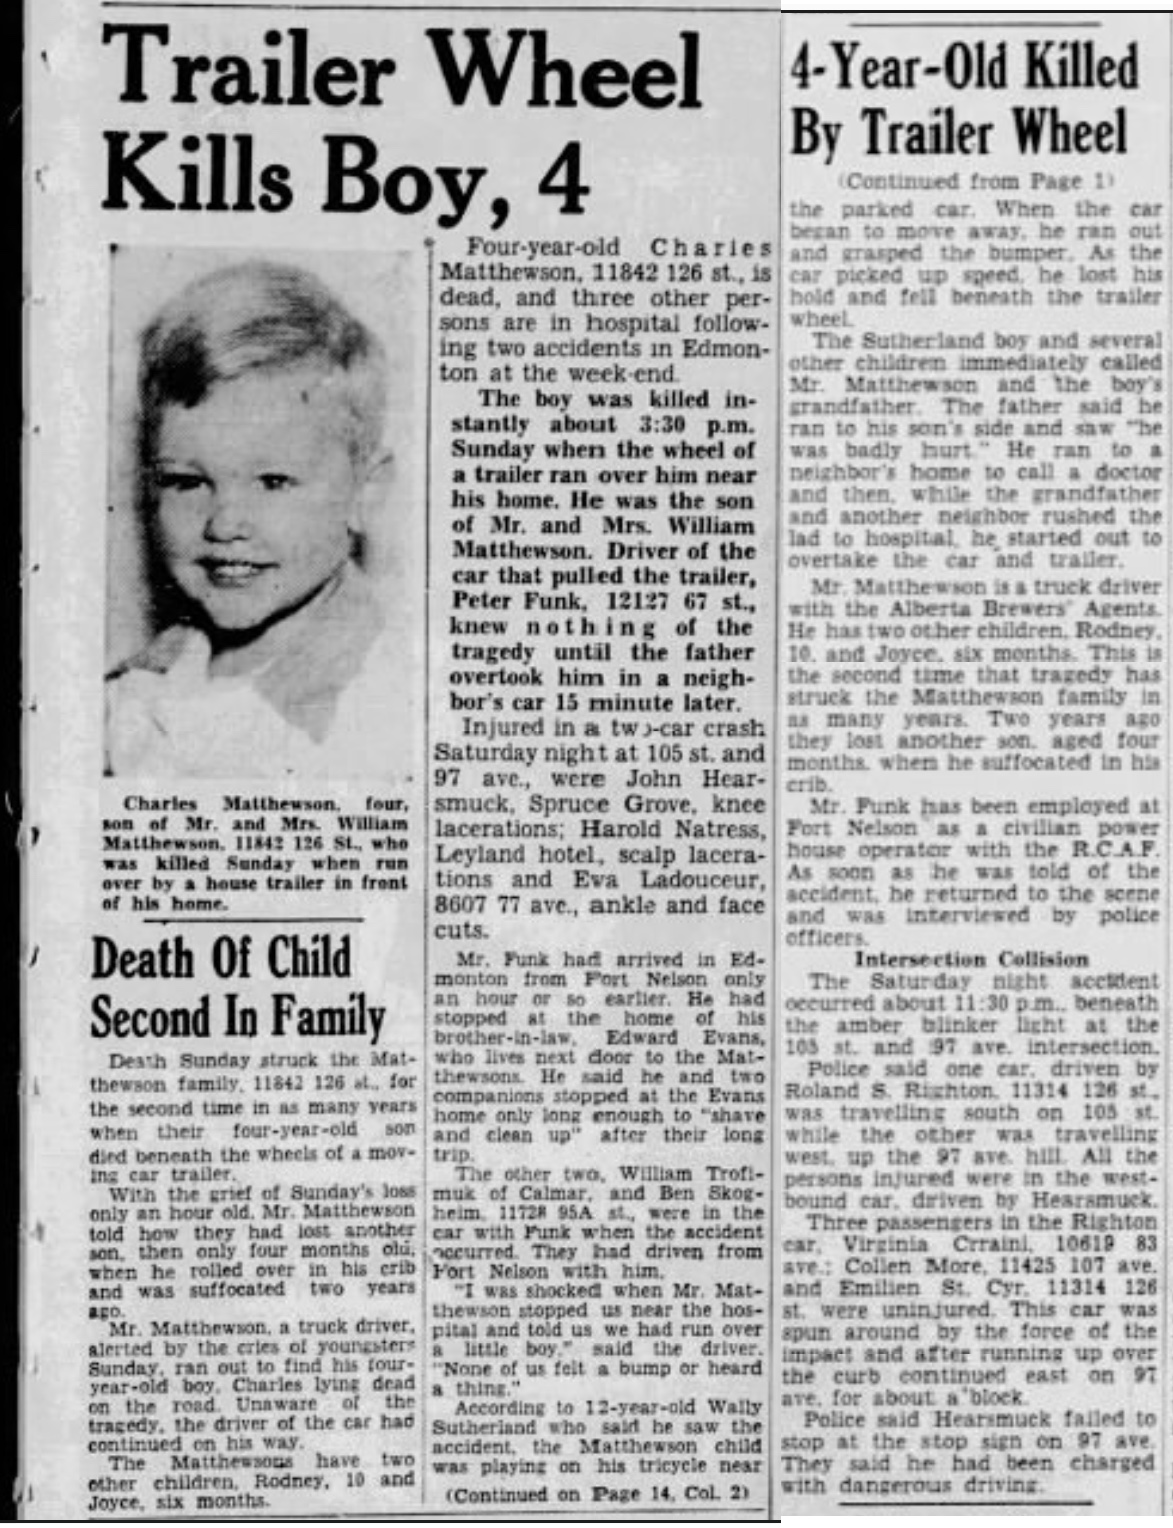 Trailer Wheel
Kills Boy, 4
Four-year-old Charles
Matthewson, 11842 126 st., is
dead, and three other per-
sons are in hospital follow-
ing two accidents in Edmon-
ton at the week-end.
The boy was killed in-
stantly about 3:30 p.m.
Sunday when the wheel of
a trailer ran over him near
his home. He was the son
of Mr. and Mrs. William
Matthewson. Driver of the
car that pulled the trailer,
Peter Funk, 12127 67 st.,
knew nothing of the
tragedy until the father
overtook him in a neigh-
bor's car 15 minute later.
Injured in a two-car crash
Saturday night at 105 st. and
97 ave., were John Hear-
smuck, Spruce Grove, knee
lacerations; Harold Natress,
Leyland hotel, scalp lacera-
tions and Eva Ladouceur,
8607 77 ave., ankle and face
cuts.
Mr. Funk had arrived in Ed-
monton from Fort Nelson only
an hour or so earlier. He had
stopped at the home of his
brother-in-law, Edward Evans,
who lives next door to the Mat-
thewsons. He said he and two
companions stopped at the Evans
home only long enough to "shave
and clean up" after their long
trip.
The other two, William Trofi-
muk of Calmar, and Ben Skog-
heim, 11728 95A st., were in the
car with Funk when the accident
occurred. They had driven from
Fort Nelson with him.
"I was shocked when Mr. Mat-
thewson stopped us near the hos-
pital and told us we had run over
a little boy," said the driver.
"None of us felt a bump or heard
a thing."
According to 12-year-old Wally
Sutherland who said he saw the
accident, the Matthewson child
was playing on his tricycle near
(Continued on Page 14, Col. 2)
Charles Matthewson, four,
son of Mr. and Mrs. William
Matthewson, 11842 126 St., who
was killed Sunday when run
over by a house trailer in front
of his home.
Death Of Child
Second In Family
Death Sunday struck the Mat-
thewson family, 11842 126 st., for
the second time in as many years
when their four-year-old son
died beneath the wheels of a mov-
ing car trailer.
With the grief of Sunday's loss
only an hour old, Mr. Matthewson
told how they had lost another
son, then only four months old,
when he rolled over in his crib
and was suffocated two years
ago.
Mr. Matthewson, a truck driver,
alerted by the cries of youngsters
Sunday, ran out to find his four-
year-old boy, Charles lying dead
on the road. Unaware of the
tragedy, the driver of the car had
continued on his way.
The Matthewsons have two
other children, Rodney, 10 and
Joyce, six months.
4-Year-Old Killed
By Trailer Wheel
(Continued from Page 1)
the parked car. When the car
began to move away, he ran out
and grasped the bumper. As the
car picked up speed, he lost his
hold and fell beneath the trailer
wheel.
The Sutherland boy and several
other children immediately called
Mr. Matthewson and the boy's
grandfather. The father said he
ran to his son's side and saw "he
was badly hurt." He ran to a
neighbor's home to call a doctor
and then, while the grandfather
and another neighbor rushed the
lad to hospital, he started out to
overtake the car and trailer.
Mr. Matthewson is a truck driver
with the Alberta Brewers' Agents.
He has two other children, Rodney,
10, and Joyce, six months. This is
the second time that tragedy has
struck the Matthewson family in
as many years. Two years ago
they lost another son, aged four
months, when he suffocated in his
crib.
Mr. Funk has been employed at
Fort Nelson as a civilian power
house operator with the R.C.A.F.
As soon as he was told of the
accident, he returned to the scene
and was interviewed by police
officers.
Intersection Collision
The Saturday night accident
occurred about 11:30 p.m., beneath
the amber blinker light at the
105 st. and 97 ave. intersection.
Police said one car, driven by
Roland S. Righton, 11314 126 st.,
was travelling south on 105 st.
while the other was travelling
west, up the 97 ave. hill. All the
persons injured were in the west-
bound car, driven by Hearsmuck.
Three passengers in the Righton
car, Virginia Crraini, 10619 83
ave.; Collen More, 11425 107 ave.
and Emilien St. Cyr, 11314 126
st. were uninjured. This car was
spun around by the force of the
impact and after running up over
the curb continued east on 97
ave. for about a block.
Police said Hearsmuck failed to
stop at the stop sign on 97 ave.
They said he had been charged
with dangerous driving.